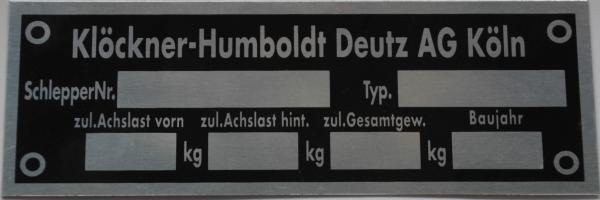 Klöckner-Humboldt Deutz AG Köln
SchlepperNr. Typ.
zul.Achslast vorn zul.Achslast hint. zul.Gesamtgew. Baujahr
kg kg kg